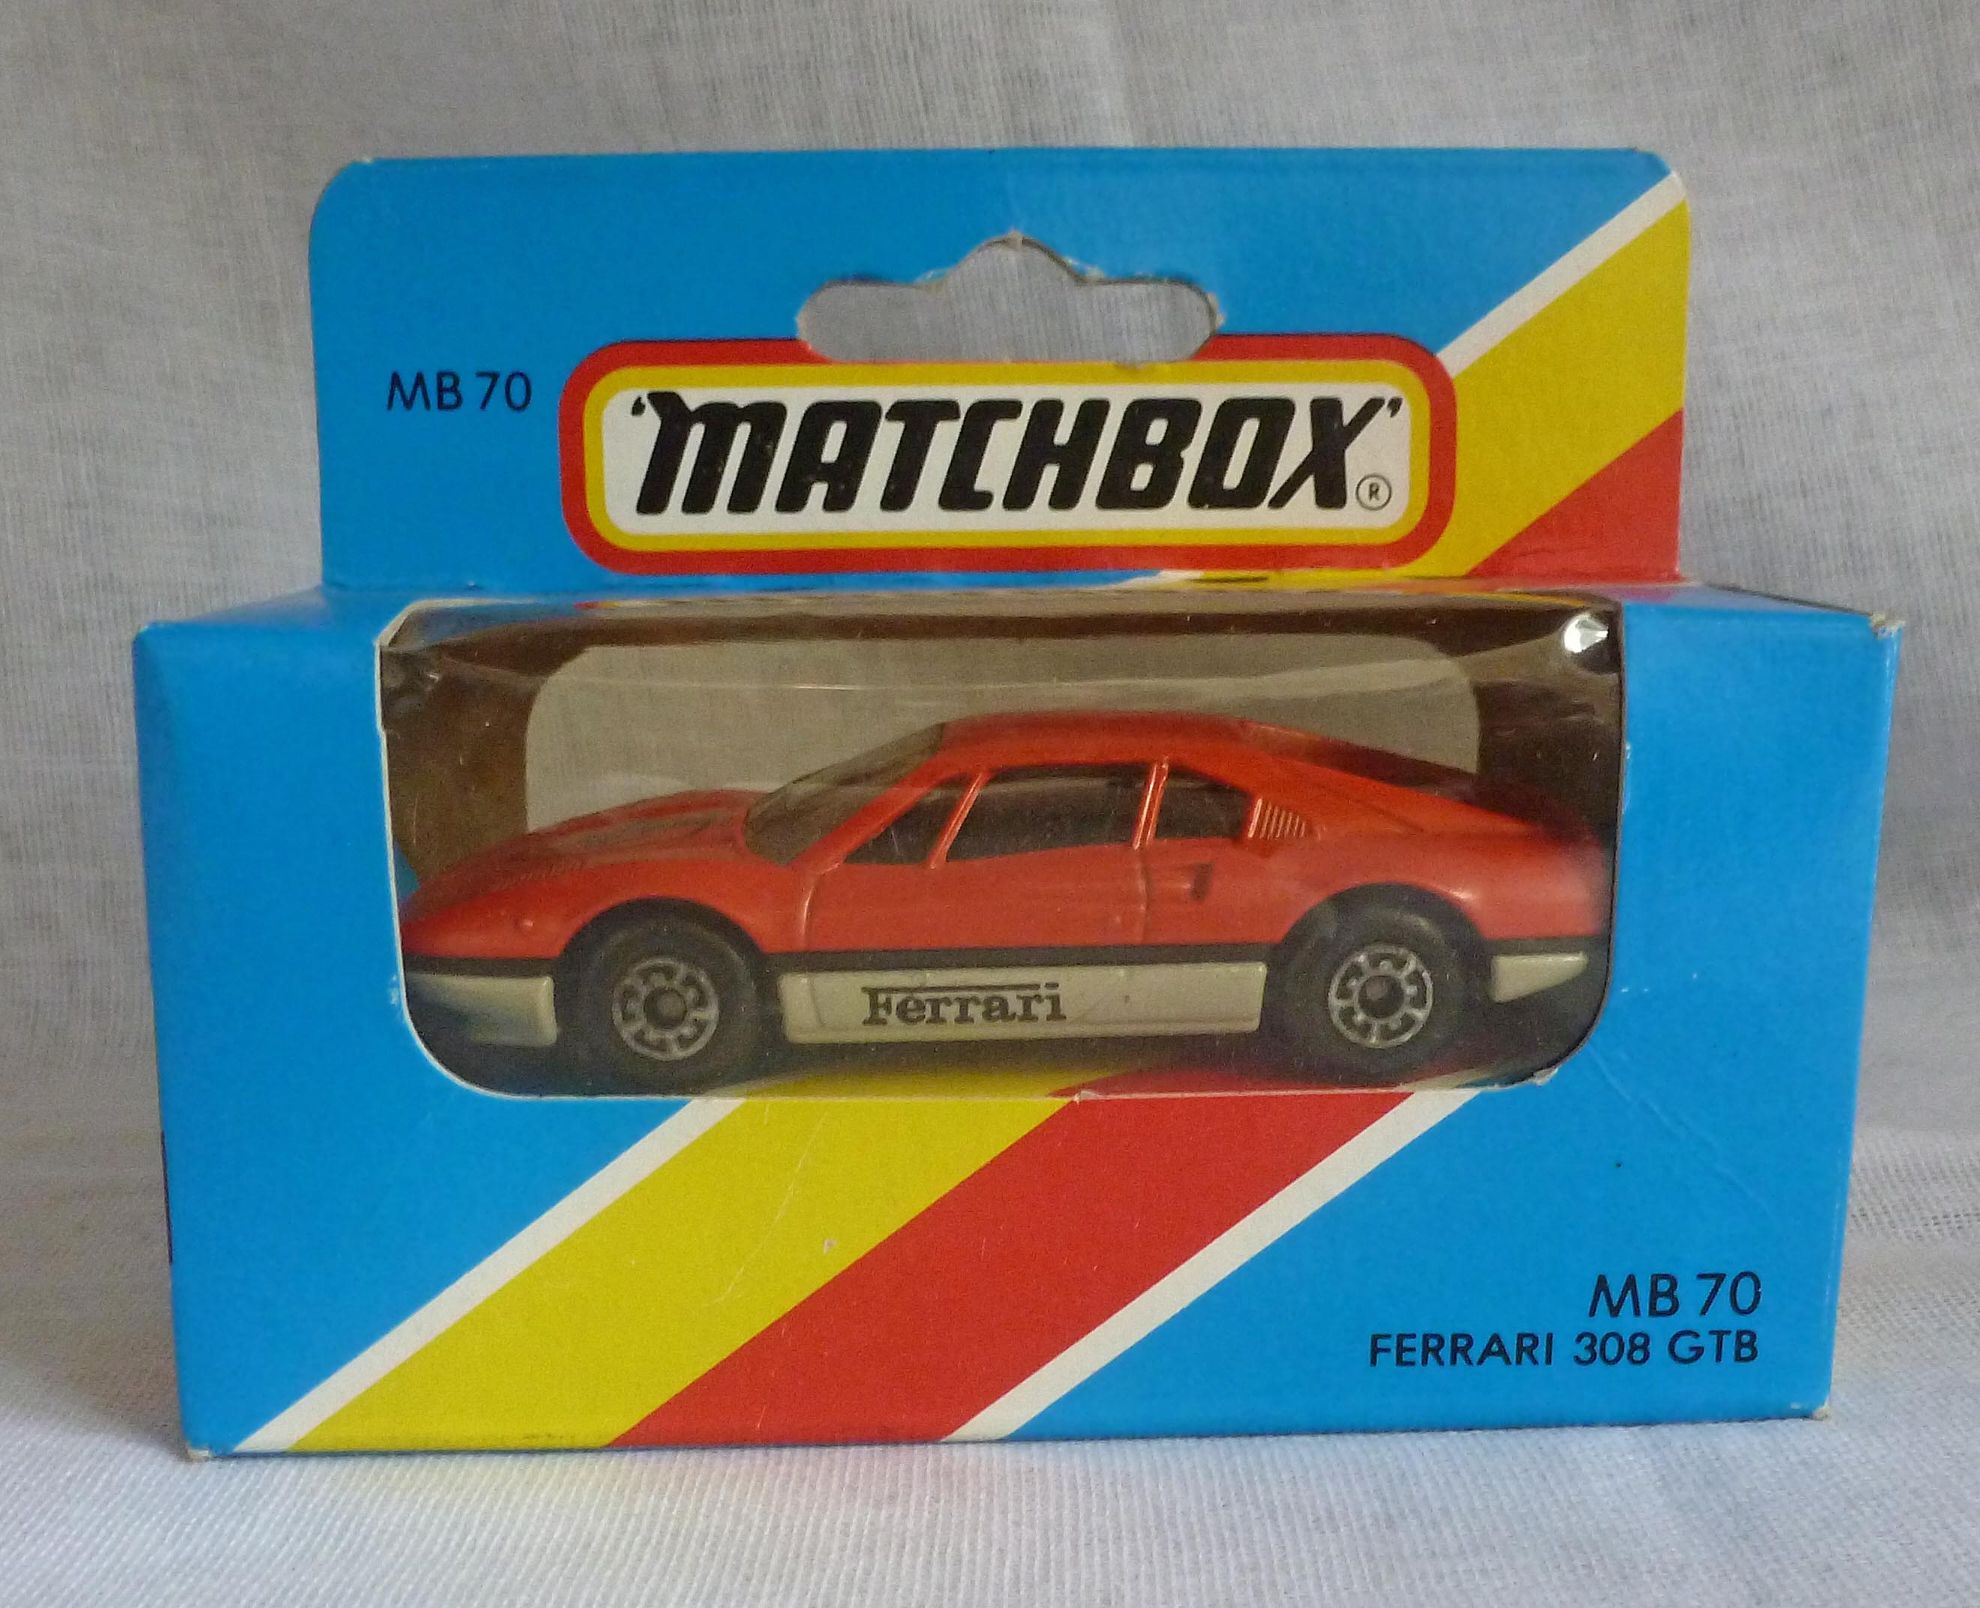 MB 70
'MATCHBOX' ®
Ferrari
MB 70
FERRARI 308 GTB